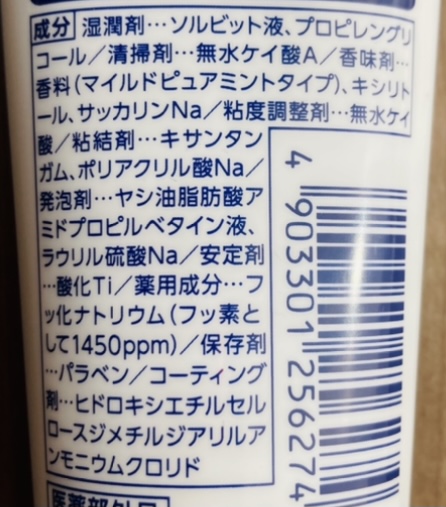 成分 湿潤剤…ソルビット液、プロピレングリ
コール／清掃剤…無水ケイ酸A／香味剤…
香料(マイルドピュアミントタイプ)、キシリト
ール、サッカリンNa／粘度調整剤…無水ケイ
酸／粘結剤…キサンタン
ガム、ポリアクリル酸Na／
発泡剤…ヤシ油脂肪酸ア
ミドプロピルベタイン液、
ラウリル硫酸Na／安定剤
…酸化Ti／薬用成分…フ
ッ化ナトリウム(フッ素と
して1450ppm)／保存剤
…パラベン／コーティング
剤…ヒドロキシエチルセル
ロースジメチルジアリルア
ンモニウムクロリド
4 903301 256274
医薬部外品